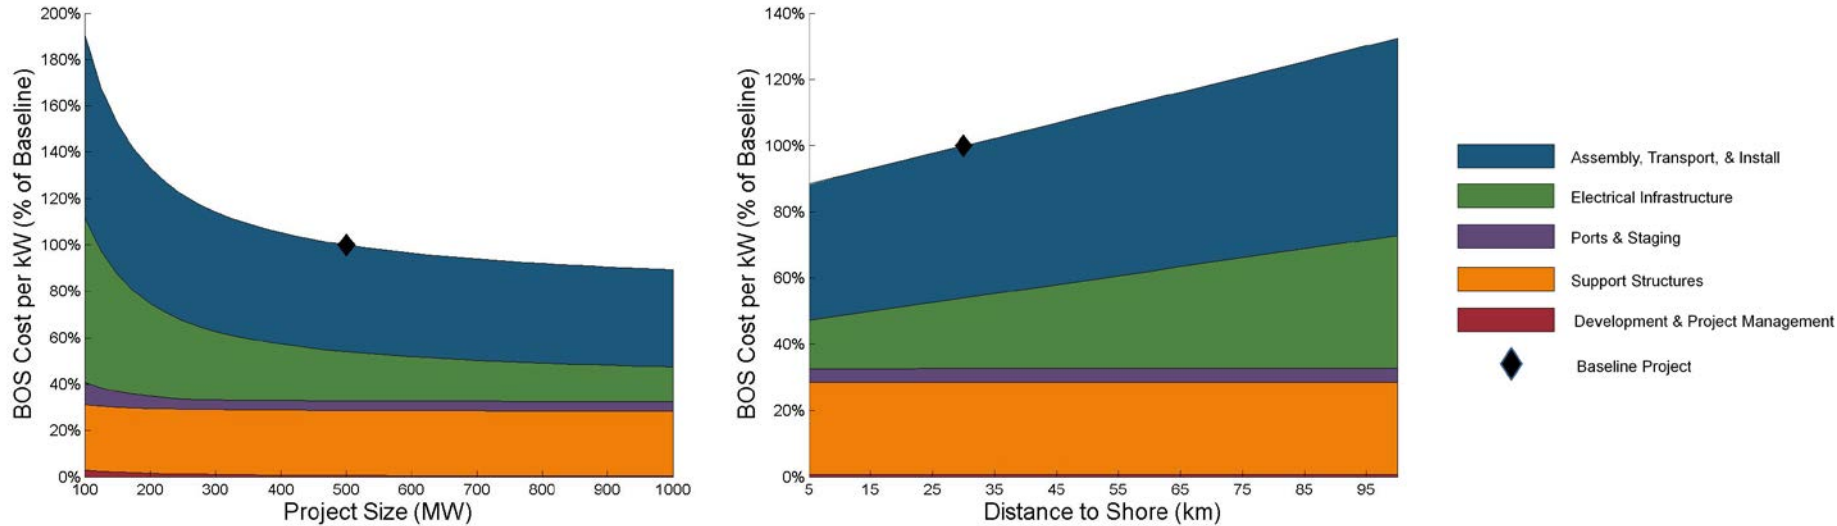 200%
180%
160%
140%
120%
100%
80%
60%
40%
20%
0%
BOS Cost per kW (% of Baseline)
100 200 300 400 500 600 700 800 900 1000
Project Size (MW)
140%
120%
100%
80%
60%
40%
20%
0%
BOS Cost per kW (% of Baseline)
5 15 25 35 45 55 65 75 85 95
Distance to Shore (km)
Assembly, Transport, & Install
Electrical Infrastructure
Ports & Staging
Support Structures
Development & Project Management
Baseline Project